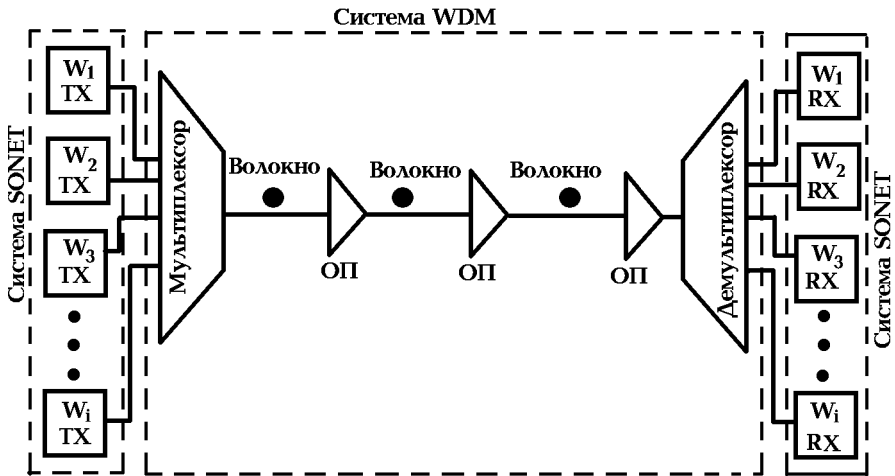 Система WDM
Система SONET
W1
TX
W2
TX
W3
TX
Wi
TX
Мультиплексор
Волокно
ОП
Волокно
ОП
Волокно
ОП
Демультиплексор
W1
RX
W2
RX
W3
RX
Wi
RX
Система SONET